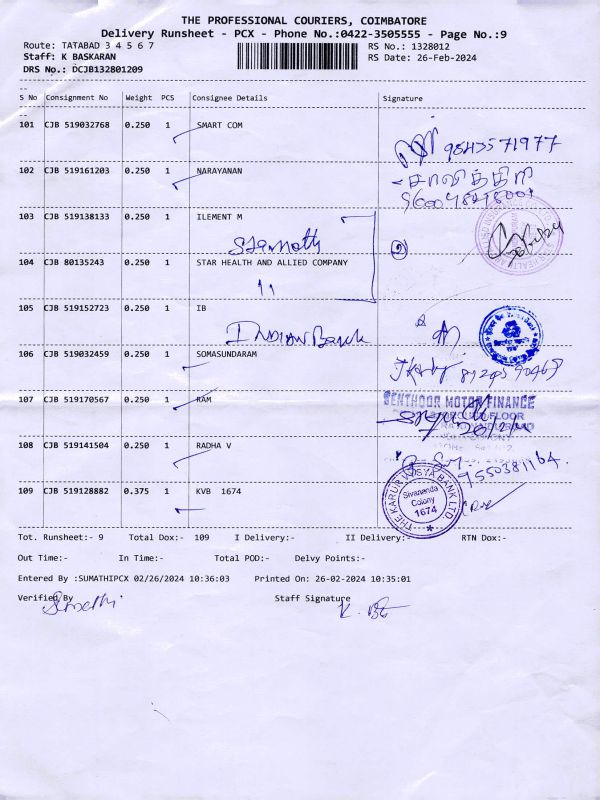 THE PROFESSIONAL COURIERS, COIMBATORE
Delivery Runsheet - PCX - Phone No.:0422-3505555 - Page No.:9
Route: TATABAD 3 4 5 6 7
RS No.: 1328012
Staff: K BASKARAN
RS Date: 26-Feb-2024
DRS No.: DCJB132801209
S No Consignment No Weight PCS Consignee Details Signature
101 CJB 519032768 0.250 1 SMART COM
102 CJB 519161203 0.250 1 NARAYANAN
103 CJB 519138133 0.250 1 ILEMENT M
104 CJB 80135243 0.250 1 STAR HEALTH AND ALLIED COMPANY
②
105 CJB 519152723 0.250 1 IB
INDIAN Bank
106 CJB 519032459 0.250 1 SOMASUNDARAM
107 CJB 519170567 0.250 1 RAM
SENTHOOR MOTOR FINANCE
108 CJB 519141504 0.250 1 RADHA V
9550381164.
109 CJB 519128882 0.375 1 KVB 1674
THE KARUR VYSYA BANK LTD.
Sivananda
Colony
1674
Tot. Runsheet:- 9 Total Dox:- 109 I Delivery:- II Delivery:- RTN Dox:-
Out Time:- In Time:- Total POD:- Delvy Points:-
Entered By :SUMATHIPCX 02/26/2024 10:36:03 Printed On: 26-02-2024 10:35:01
Verified By Staff Signature